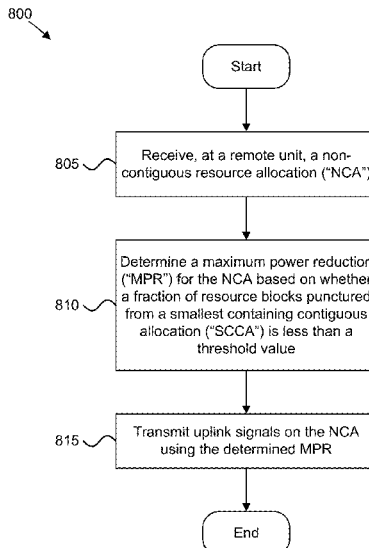 800
Start
805
Receive, at a remote unit, a non-
contiguous resource allocation ("NCA")
810
Determine a maximum power reduction
("MPR") for the NCA based on whether
a fraction of resource blocks punctured
from a smallest containing contiguous
allocation ("SCCA") is less than a
threshold value
815
Transmit uplink signals on the NCA
using the determined MPR
End